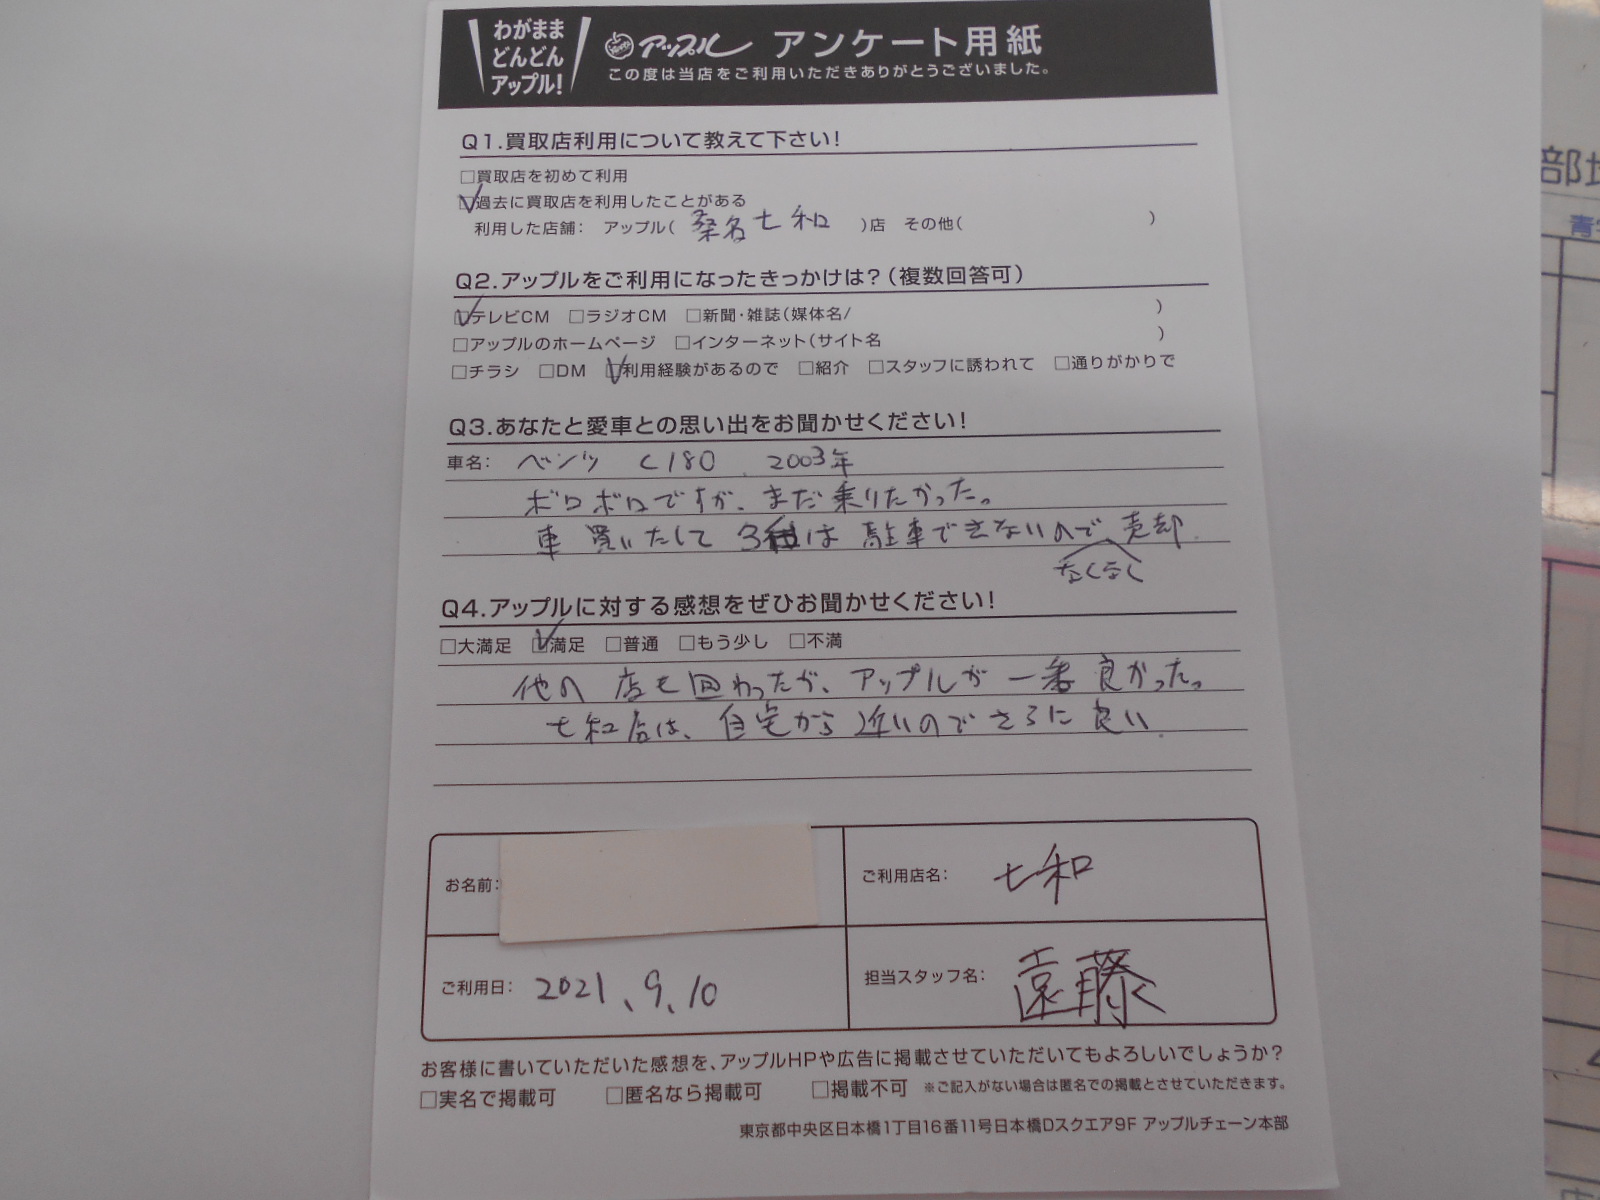 わがまま
どんどん
アップル!
アップル アンケート用紙
この度は当店をご利用いただきありがとうございました。
Q1.買取店利用について教えて下さい!
□買取店を初めて利用
☑過去に買取店を利用したことがある
利用した店舗: アップル(桑名七和)店 その他( )
Q2.アップルをご利用になったきっかけは?(複数回答可)
☑テレビCM □ラジオCM □新聞・雑誌(媒体名/ )
□アップルのホームページ □インターネット(サイト名 )
□チラシ □DM ☑利用経験があるので □紹介 □スタッフに誘われて □通りがかりで
Q3.あなたと愛車との思い出をお聞かせください!
車名: ベンツ C180 2003年
ボロボロですが、まだ乗りたかった。
車 買いたして 3は 駐車できないので 売却
なくなく
Q4.アップルに対する感想をぜひお聞かせください!
□大満足 ☑満足 □普通 □もう少し □不満
他の 店も回わったが、アップルが 一番 良かった。
七和店は、自宅から 近いのでさらに 良い.
お名前:
ご利用店名: 七和
ご利用日: 2021、9、10
担当スタッフ名: 遠藤
お客様に書いていただいた感想を、アップルHPや広告に掲載させていただいてもよろしいでしょうか?
□実名で掲載可 □匿名なら掲載可 □掲載不可 ※ご記入がない場合は匿名での掲載とさせていただきます。
東京都中央区日本橋1丁目16番11号日本橋Dスクエア9F アップルチェーン本部
部
青